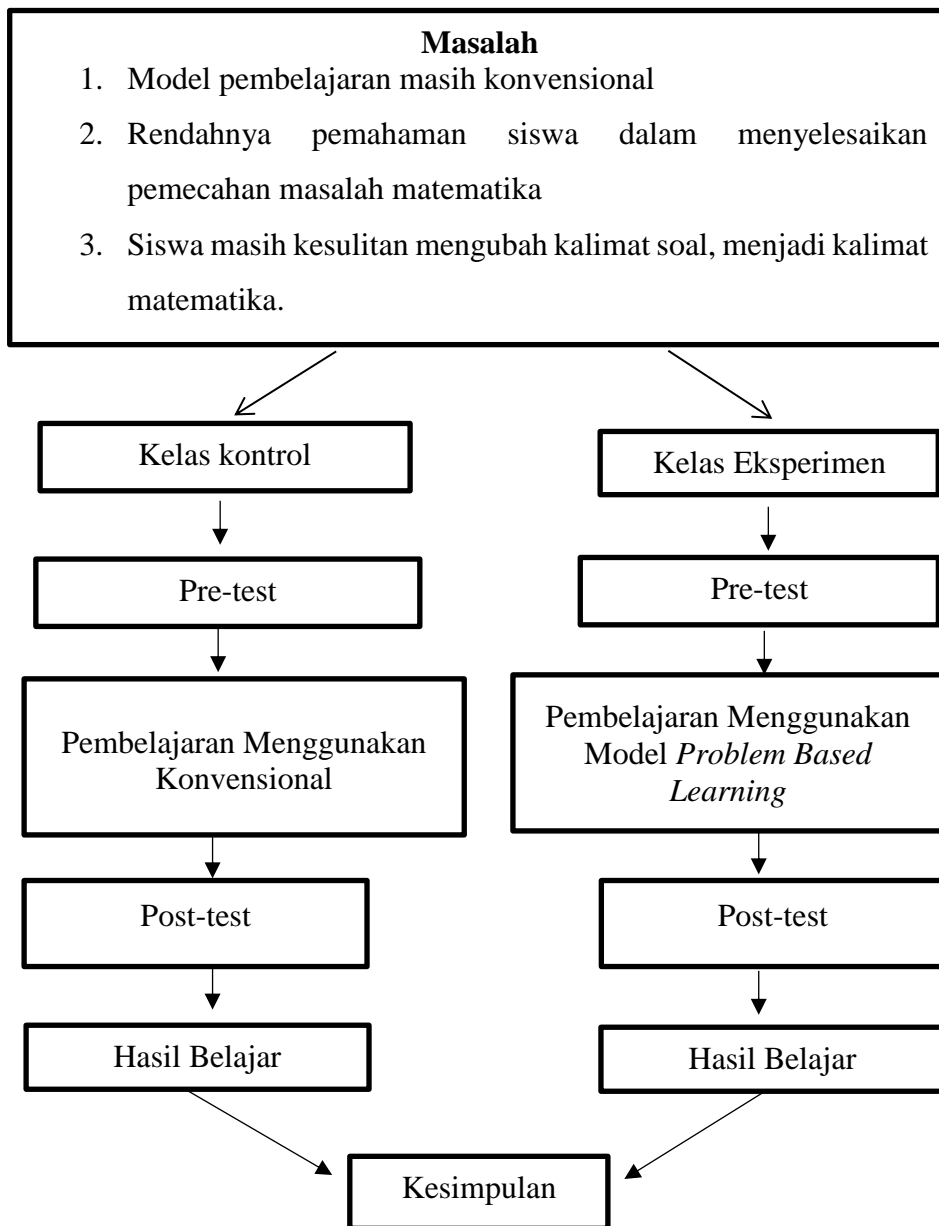 Masalah
1. Model pembelajaran masih konvensional
2. Rendahnya pemahaman siswa dalam menyelesaikan
pemecahan masalah matematika
3. Siswa masih kesulitan mengubah kalimat soal, menjadi kalimat
matematika.
Kelas kontrol
Kelas Eksperimen
Pre-test
Pre-test
Pembelajaran Menggunakan
Konvensional
Pembelajaran Menggunakan
Model Problem Based
Learning
Post-test
Post-test
Hasil Belajar
Hasil Belajar
Kesimpulan